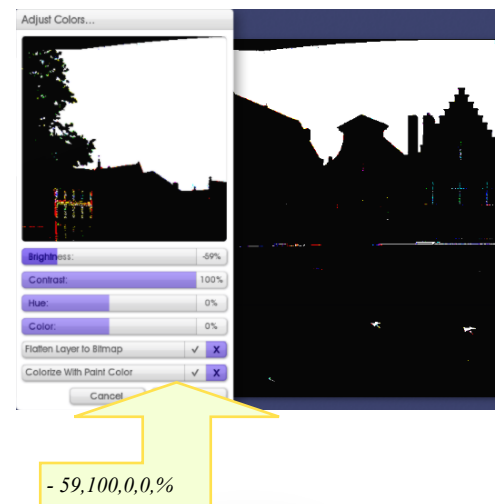 Adjust Colors...
Brightness: -59%
Contrast: 100%
Hue: 0%
Color: 0%
Flatten Layer to Bitmap ✓ X
Colorize With Paint Color ✓ X
Cancel
- 59,100,0,0,%